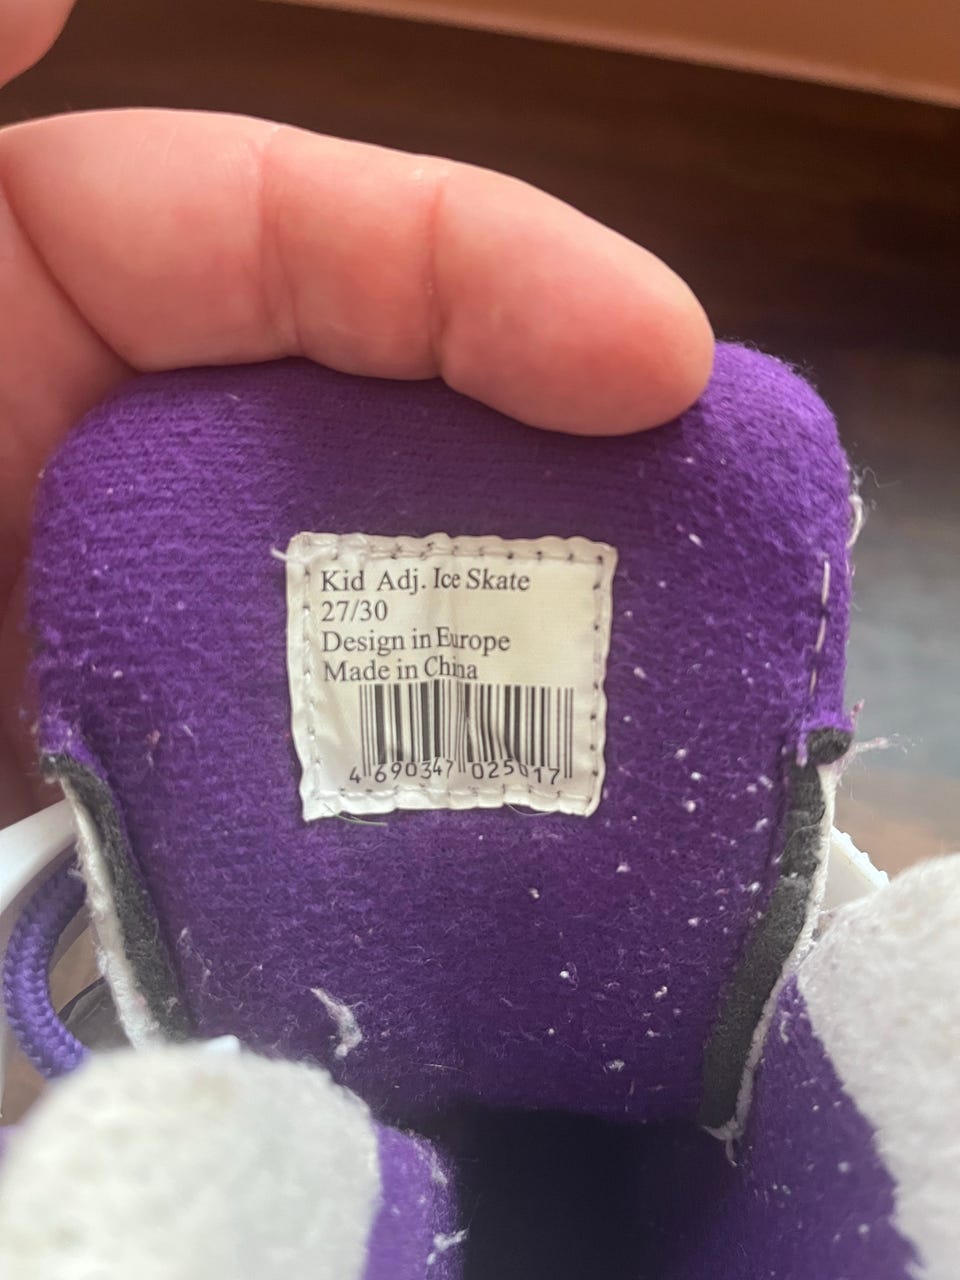 Kid Adj. Ice Skate
27/30
Design in Europe
Made in China
4 690347 025017